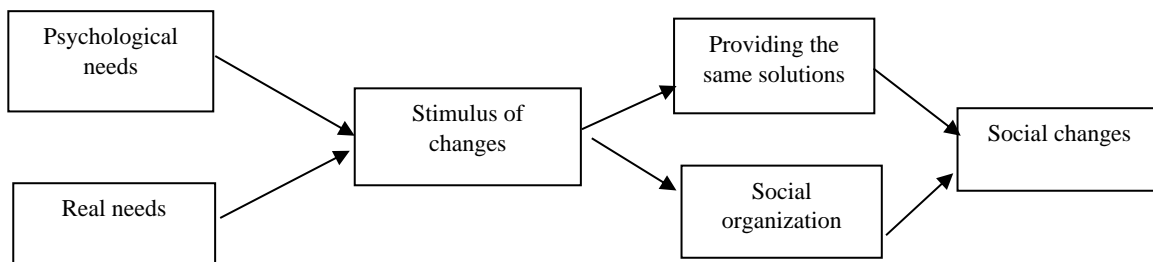 Psychological
needs
Real needs
Stimulus of
changes
Providing the
same solutions
Social
organization
Social changes